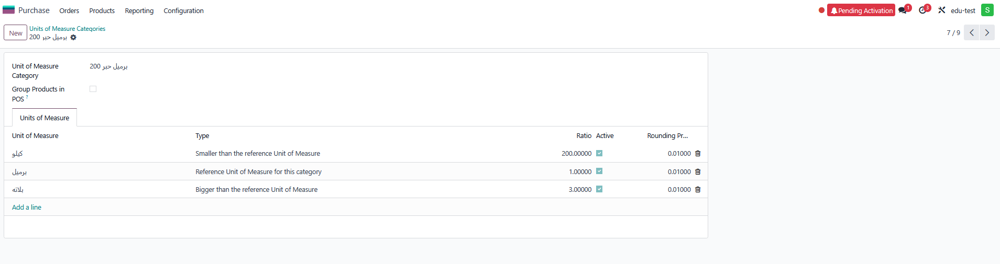 Purchase Orders Products Reporting Configuration Pending Activation 1 3 edu-test S
New Units of Measure Categories 7 / 9
برميل حبر 200
Unit of Measure Category برميل حبر 200
Group Products in POS ?
Units of Measure
Unit of Measure Type Ratio Active Rounding Pr...
كيلو Smaller than the reference Unit of Measure 200.00000 0.01000
برميل Reference Unit of Measure for this category 1.00000 0.01000
بلاته Bigger than the reference Unit of Measure 3.00000 0.01000
Add a line